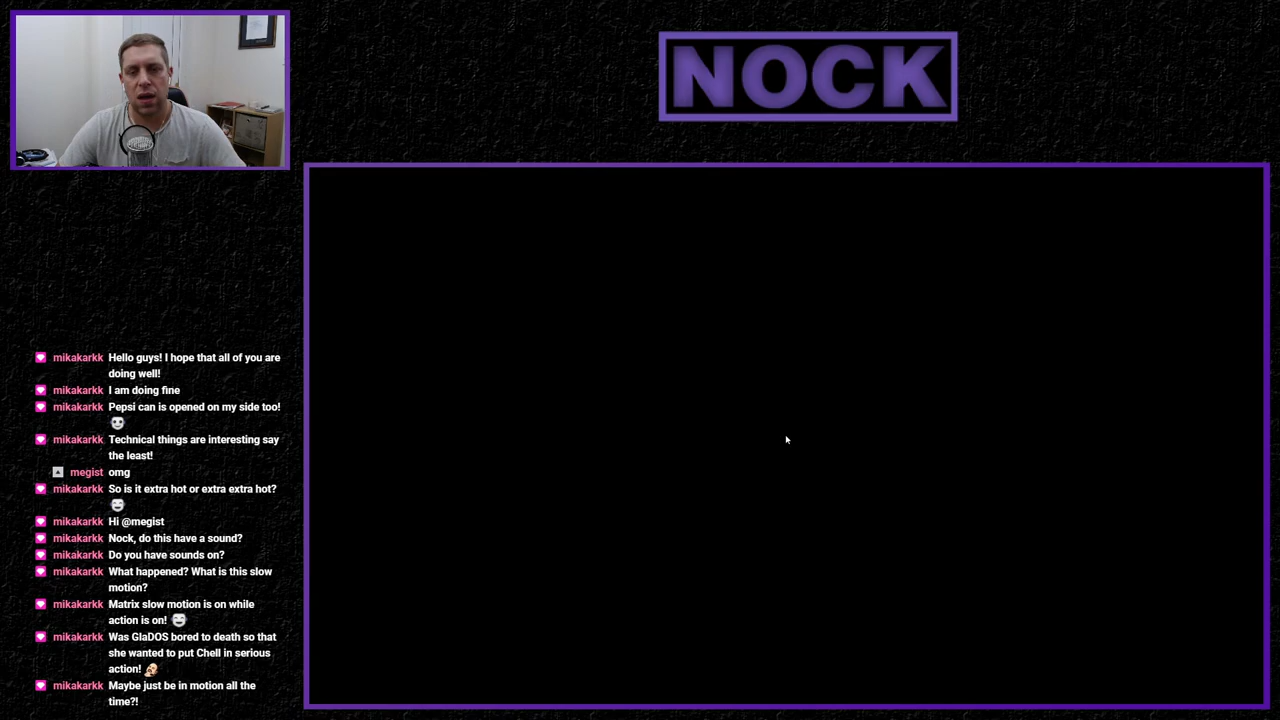 NOCK
mikakarkk Hello guys! I hope that all of you are
doing well!
mikakarkk I am doing fine
mikakarkk Pepsi can is opened on my side too!
mikakarkk Technical things are interesting say
the least!
megist omg
mikakarkk So is it extra hot or extra extra hot?
mikakarkk Hi @megist
mikakarkk Nock, do this have a sound?
mikakarkk Do you have sounds on?
mikakarkk What happened? What is this slow
motion?
mikakarkk Matrix slow motion is on while
action is on!
mikakarkk Was GlaDOS bored to death so that
she wanted to put Chell in serious
action!
mikakarkk Maybe just be in motion all the
time?!